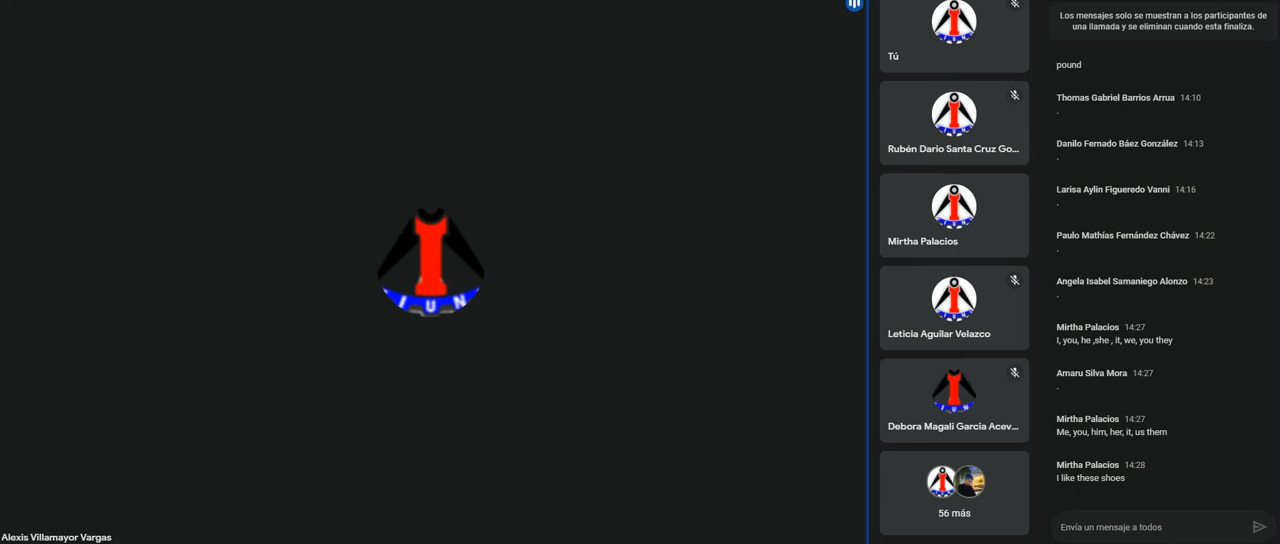 Alexis Villamayor Vargas
IUN
Tú
Rubén Dario Santa Cruz Go...
Mirtha Palacios
Leticia Aguilar Velazco
Debora Magali Garcia Acev...
56 más
Los mensajes solo se muestran a los participantes de
una llamada y se eliminan cuando esta finaliza.
pound
Thomas Gabriel Barrios Arrua 14:10
.
Danilo Fernado Báez González 14:13
.
Larisa Aylin Figueredo Vanni 14:16
.
Paulo Mathías Fernández Chávez 14:22
.
Angela Isabel Samaniego Alonzo 14:23
.
Mirtha Palacios 14:27
I, you, he ,she , it, we, you they
Amaru Silva Mora 14:27
.
Mirtha Palacios 14:27
Me, you, him, her, it, us them
Mirtha Palacios 14:28
I like these shoes
Envía un mensaje a todos